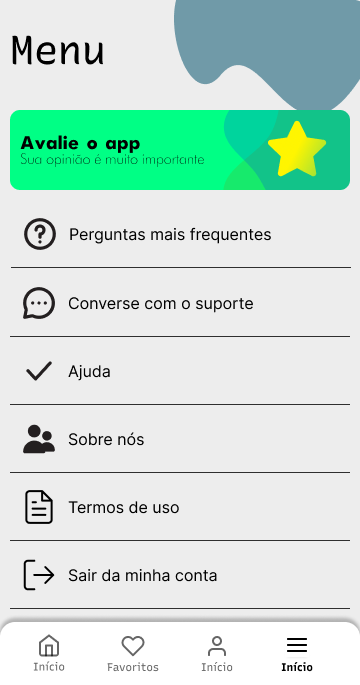 Menu
Avalie o app
Sua opinião é muito importante
Perguntas mais frequentes
Converse com o suporte
Ajuda
Sobre nós
Termos de uso
Sair da minha conta
Início
Favoritos
Início
Início